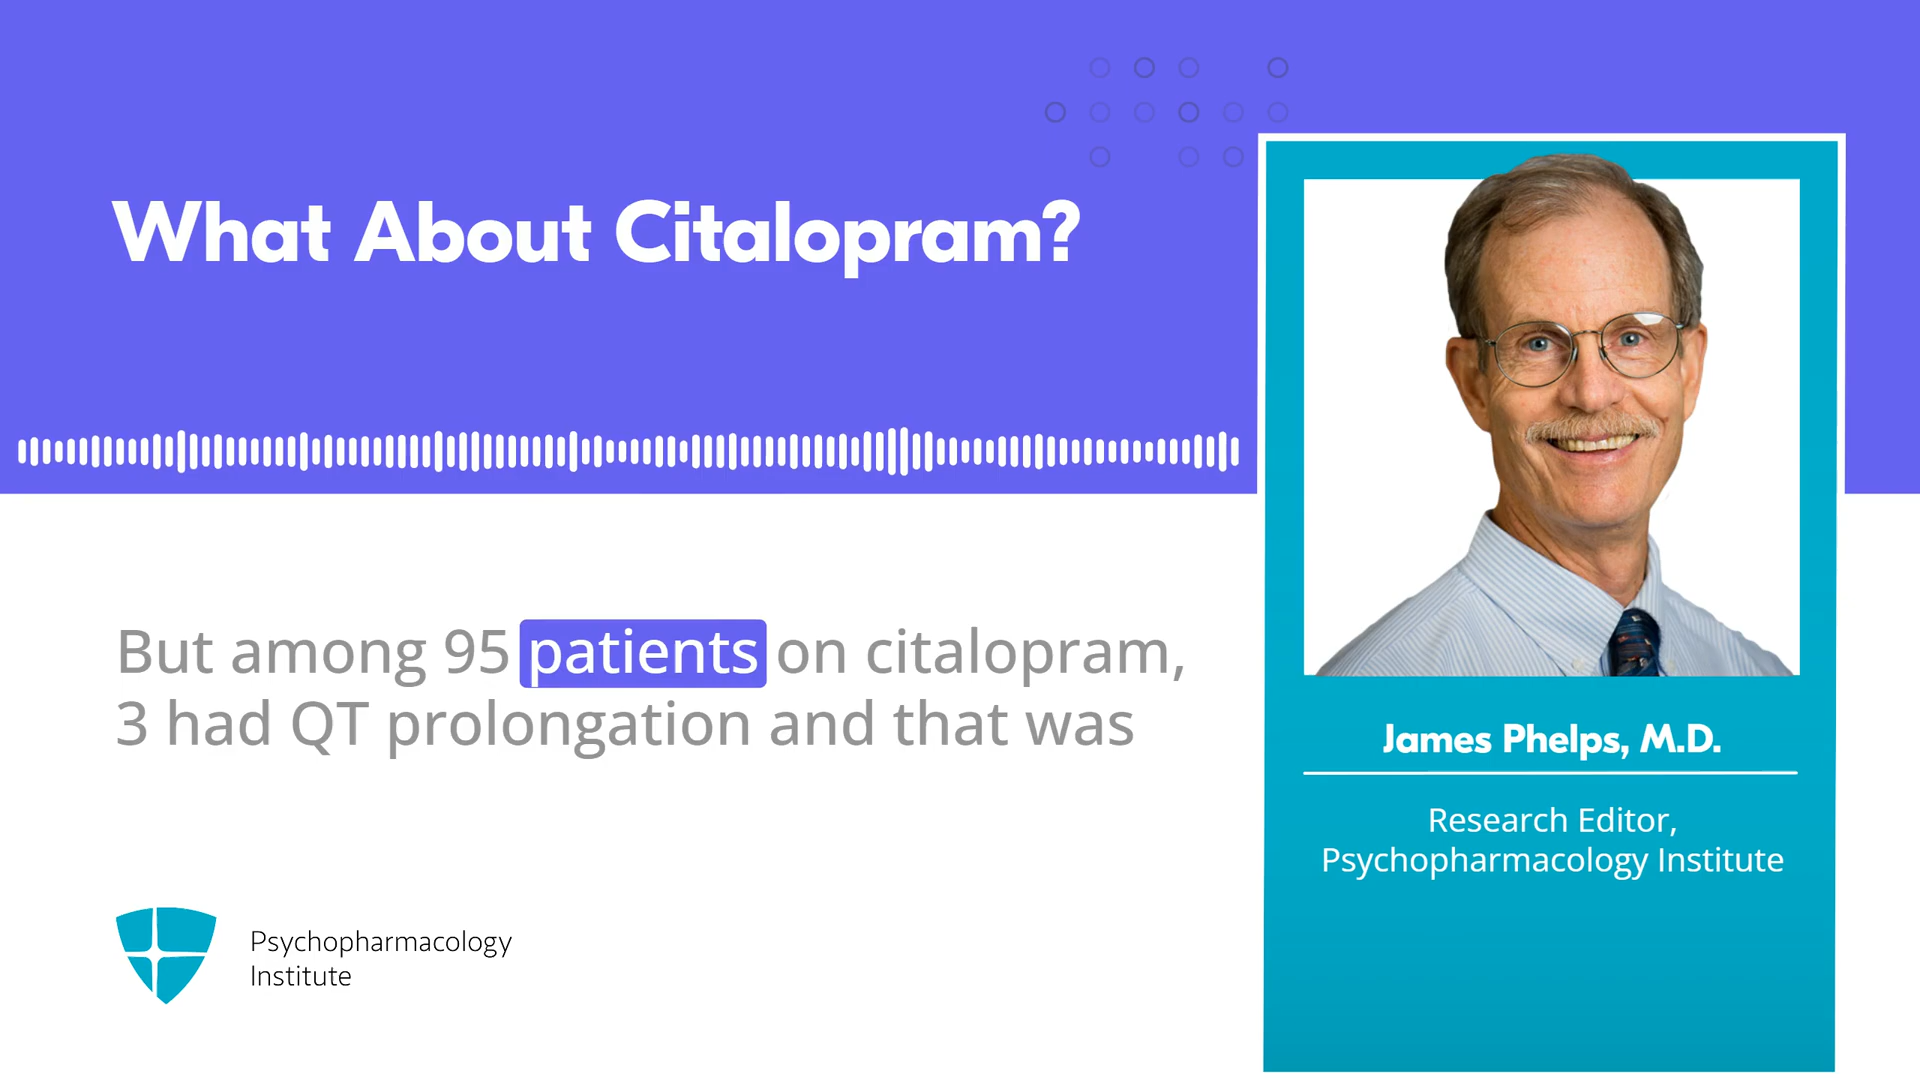 What About Citalopram?
But among 95 patients on citalopram,
3 had QT prolongation and that was
Psychopharmacology
Institute
James Phelps, M.D.
Research Editor,
Psychopharmacology Institute